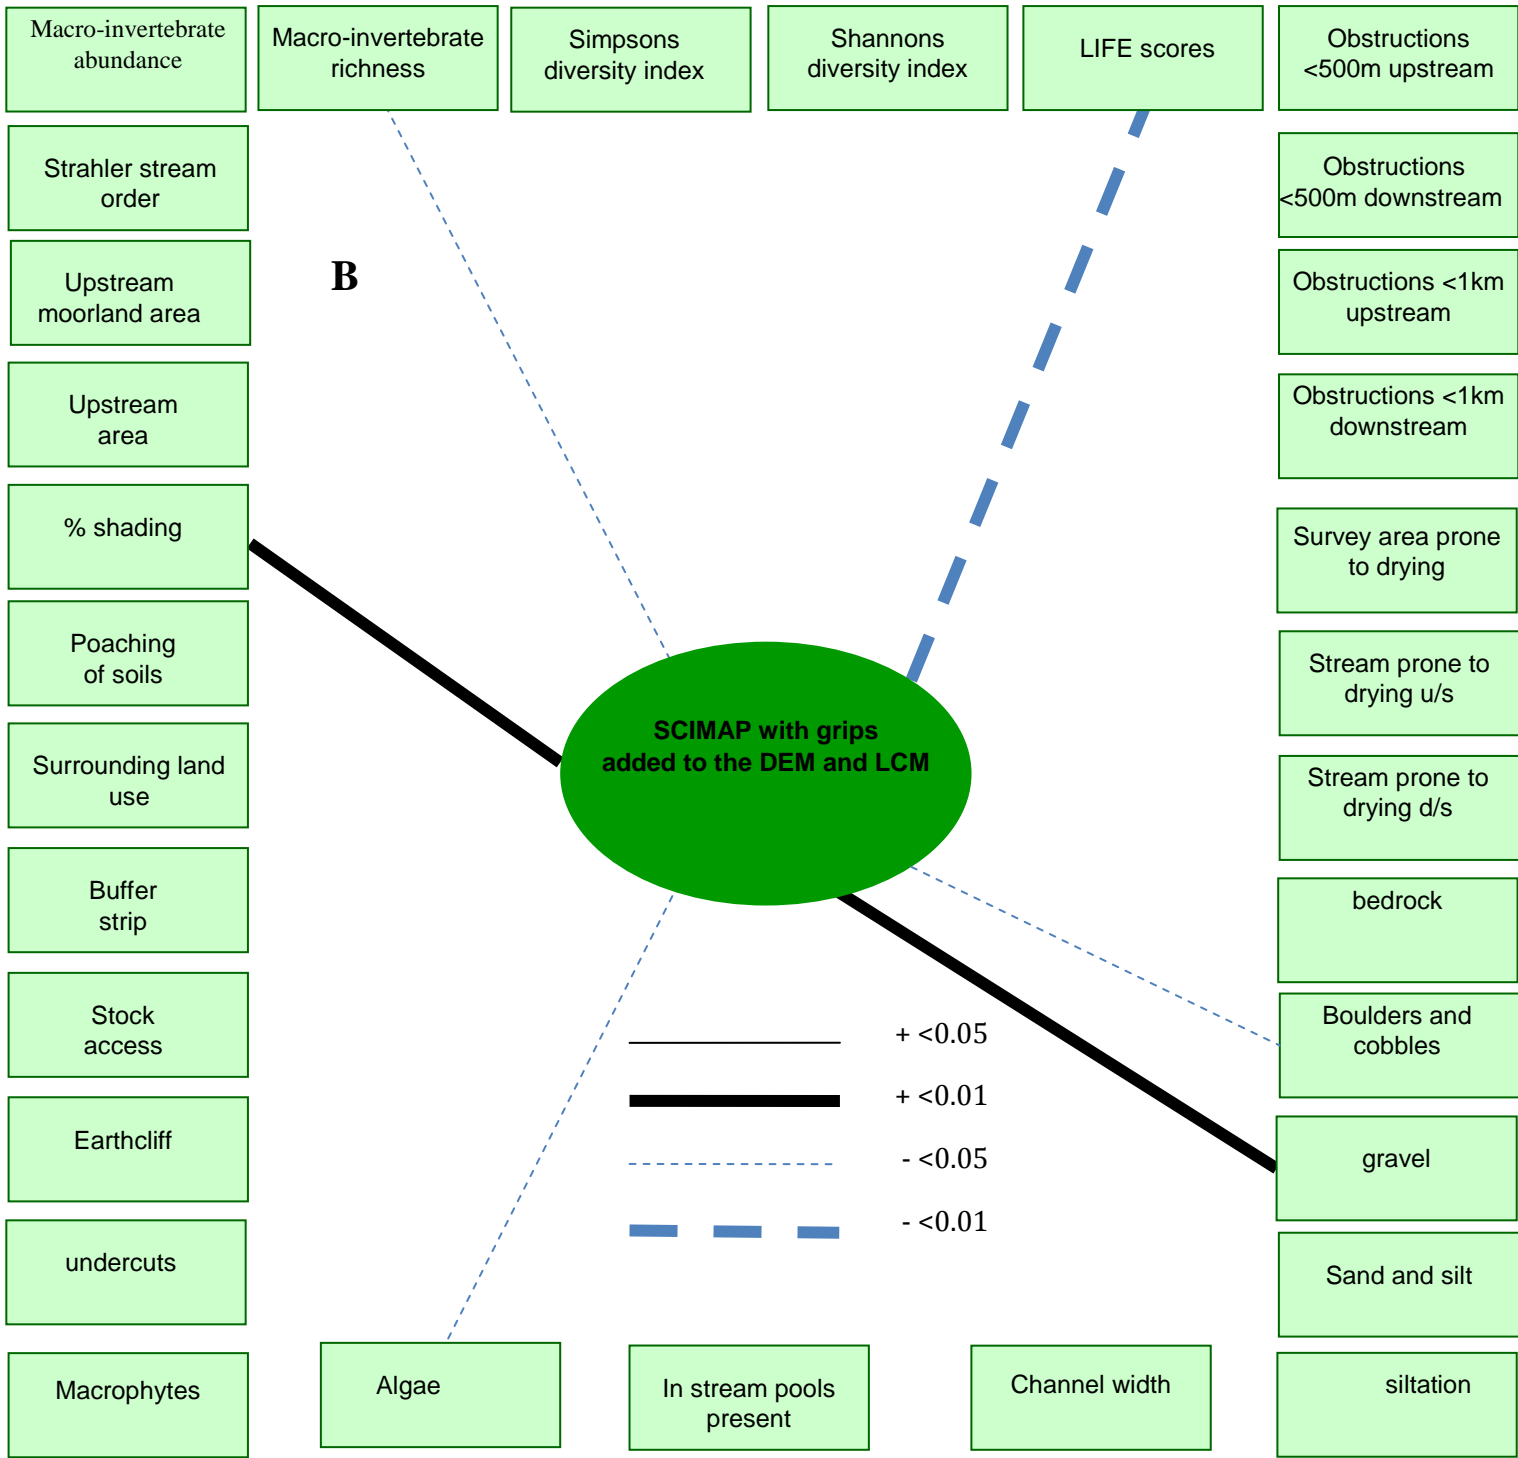 Macro-invertebrate
abundance
Macro-invertebrate
richness
Simpsons
diversity index
Shannons
diversity index
LIFE scores
Obstructions
<500m upstream
Strahler stream
order
Obstructions
<500m downstream
Upstream
moorland area
B
Obstructions <1km
upstream
Upstream
area
Obstructions <1km
downstream
% shading
Survey area prone
to drying
Poaching
of soils
Stream prone to
drying u/s
Surrounding land
use
SCIMAP with grips
added to the DEM and LCM
Stream prone to
drying d/s
Buffer
strip
bedrock
Stock
access
Boulders and
cobbles
+ <0.05
+ <0.01
- <0.05
- <0.01
Earthcliff
gravel
undercuts
Sand and silt
Macrophytes
Algae
In stream pools
present
Channel width
siltation